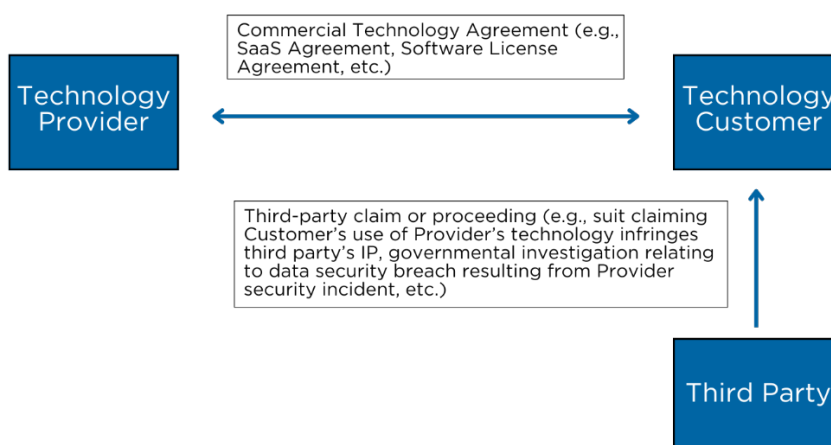 Commercial Technology Agreement (e.g.,
SaaS Agreement, Software License
Agreement, etc.)
Technology
Provider
Technology
Customer
Third-party claim or proceeding (e.g., suit claiming
Customer's use of Provider's technology infringes
third party's IP, governmental investigation relating
to data security breach resulting from Provider
security incident, etc.)
Third Party